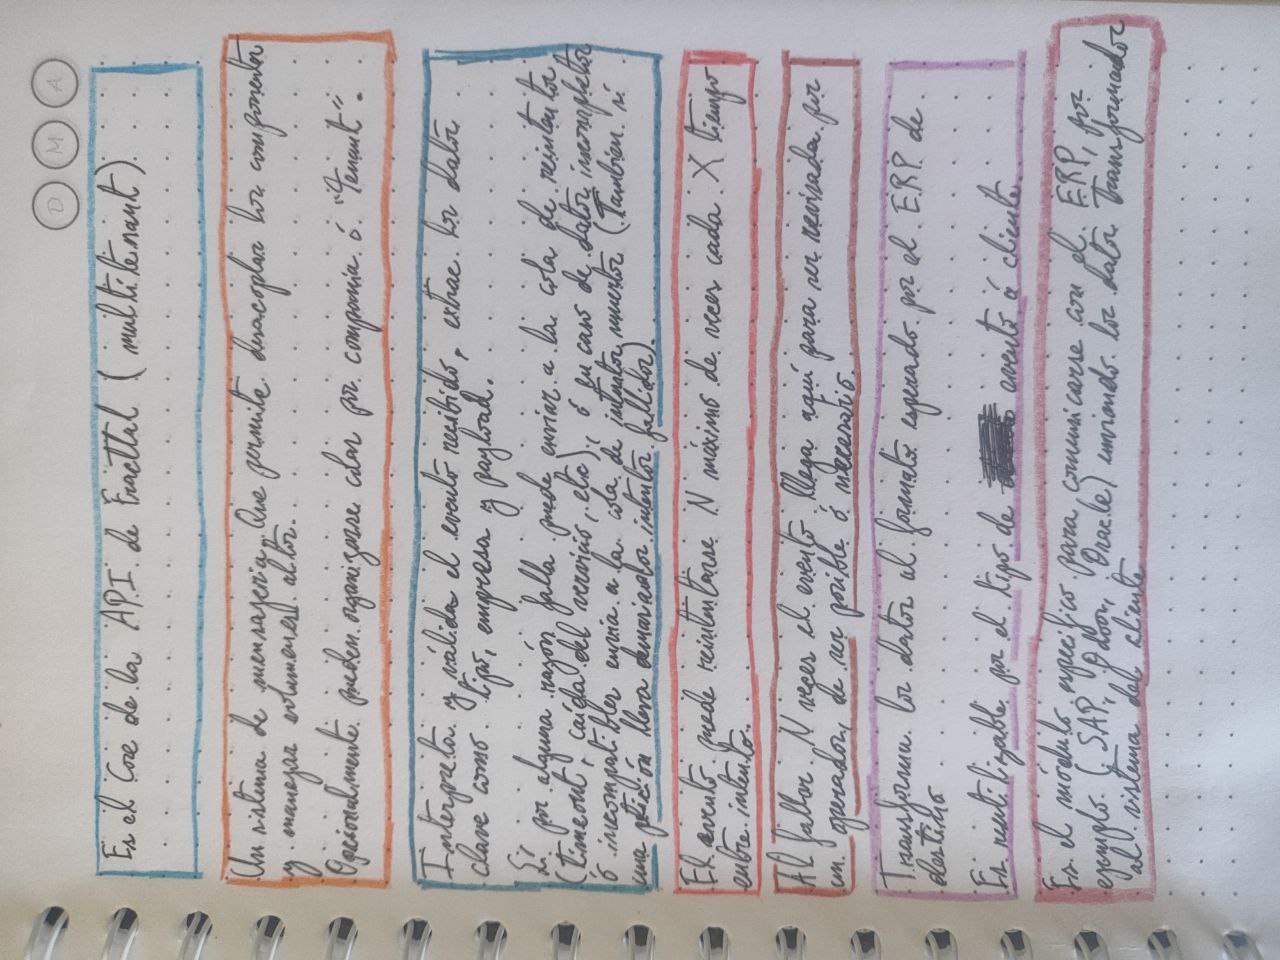 D M A
Es el Core de la API de Fracttal (multitenant)
Un sistema de mensajeria. Que permite desacoplar los componentes
y manejar volumenes altos.
Opcionalmente pueden organizarse colas por compania ó "Tenant".
Interpreta y válida el evento recibido, extrae los datos
clave como tipo, empresa y payload.
Sí por alguna razón falla puede enviar a la cola de reintentos
(timeout, caída del servicio, etc), ó en caso de datos incompletos
ó incompatibles envia a la cola de intentos muertos (Tambien si
una petición lleva demasiados intentos fallidos).
El evento puede reintentarse N máximo de veces cada X tiempo
entre intento.
Al fallar N veces el evento llega aquí para ser revisada por
un operador, de ser posible ó necesario.
Transforma los datos al formato esperado por el ERP de
destino
Es reutilizable por el tipo de evento ó cliente.
Es el módulo especifico para comunicarse con el ERP, por
ejemplo (SAP, Odoo, Oracle) enviando los datos Transformados
al sistema del cliente